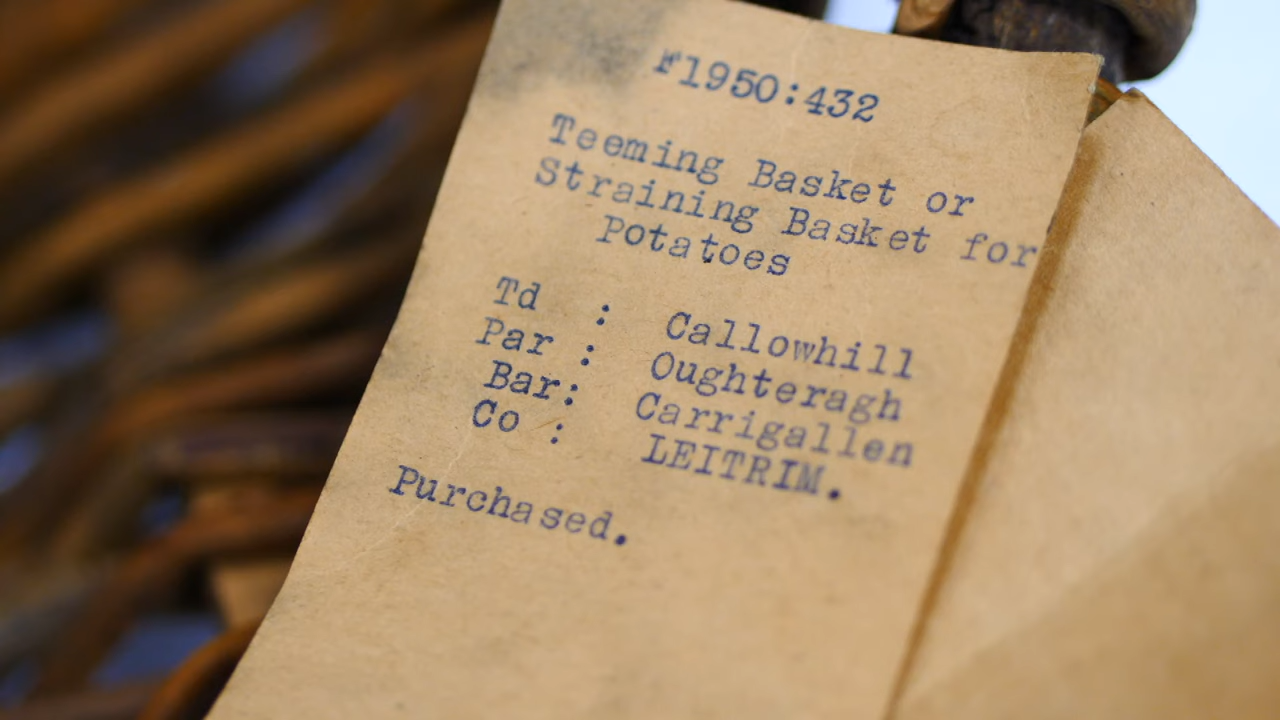 F1950:432
Teeming Basket or
Straining Basket for
Potatoes
Td : Callowhill
Par : Oughteragh
Bar: Carrigallen
Co : LEITRIM.
Purchased.